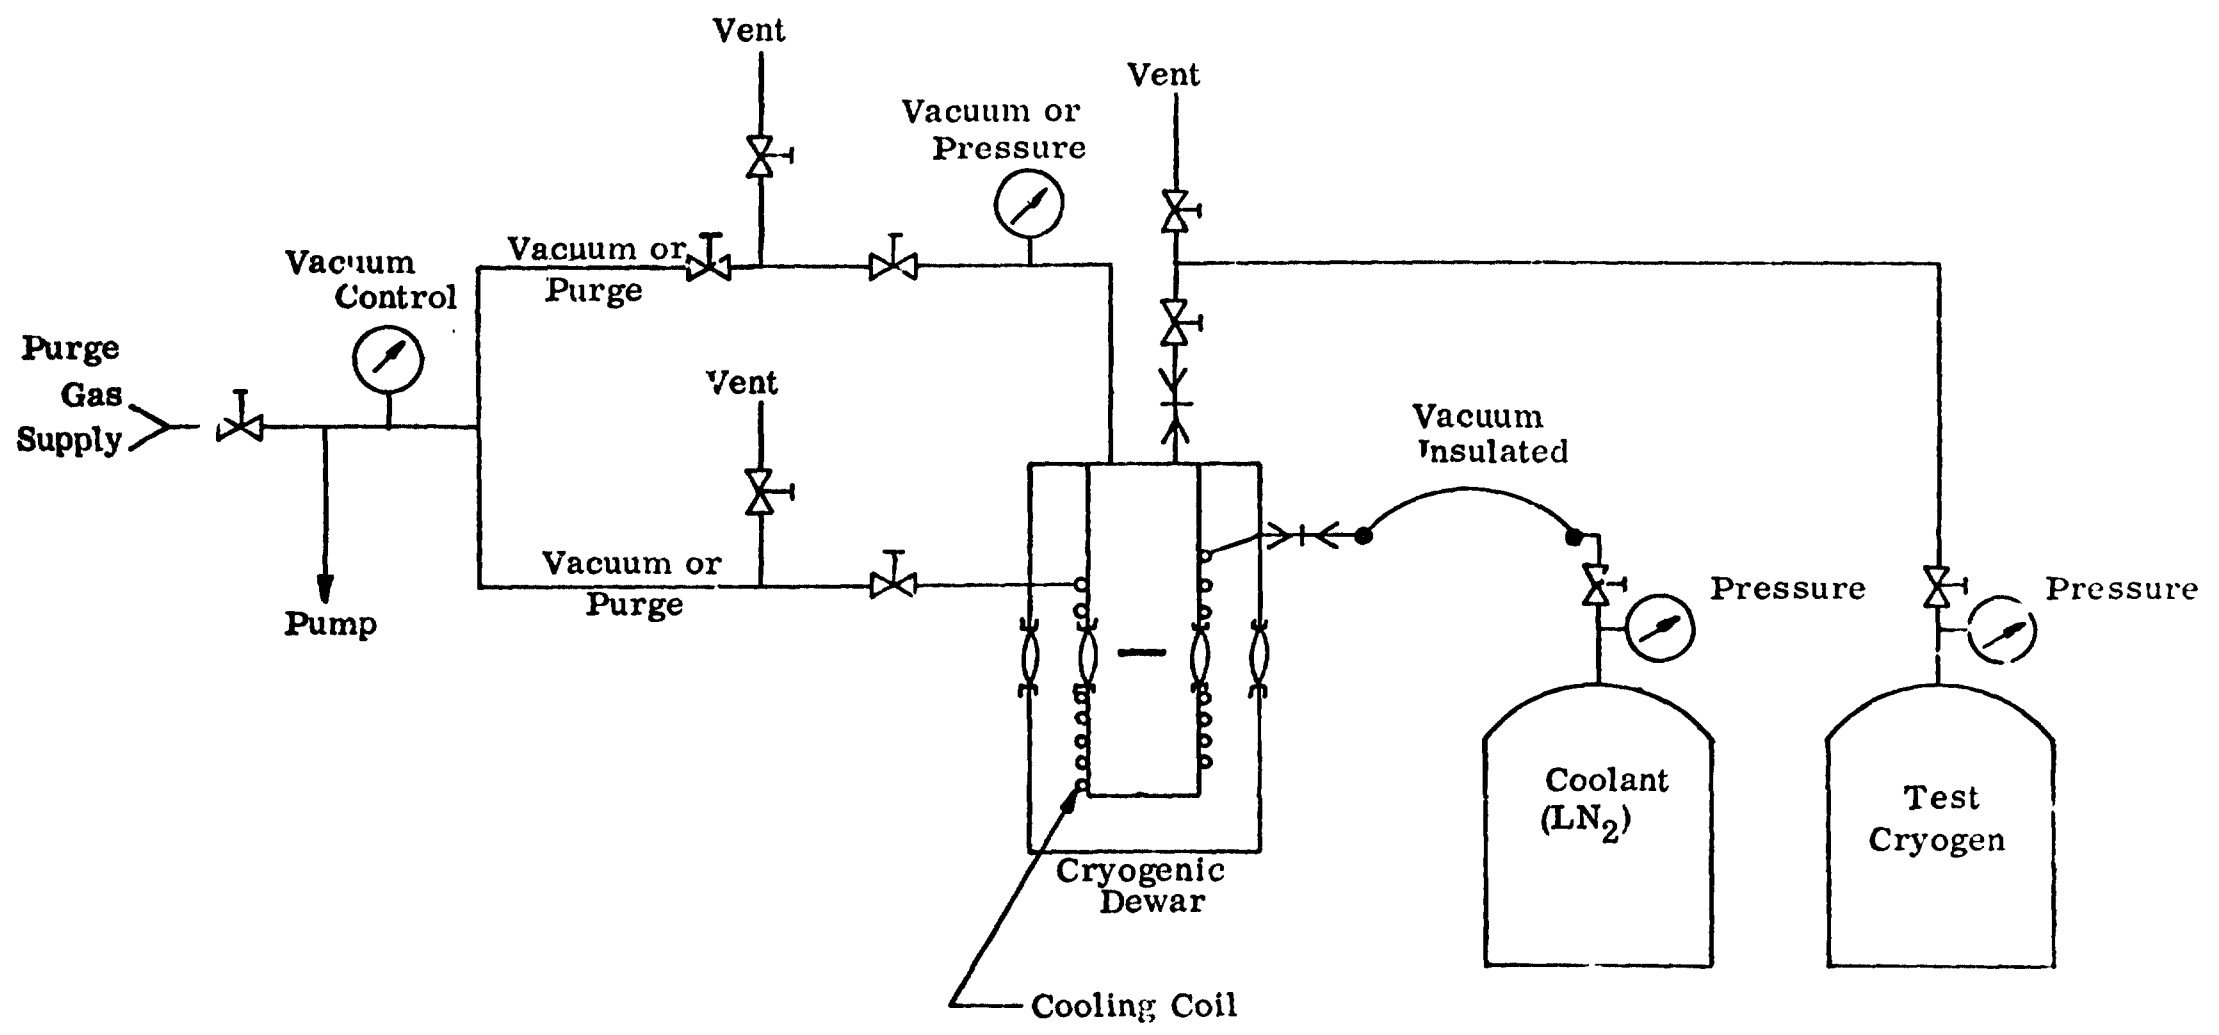 Vent
Vent
Vacuum or
Pressure
Vacuum or
Purge
Vacuum
Control
Purge
Gas
Supply
Vent
Vacuum
Insulated
Vacuum or
Purge
Pump
Pressure
Pressure
Coolant
(LN2)
Test
Cryogen
Cryogenic
Dewar
Cooling Coil